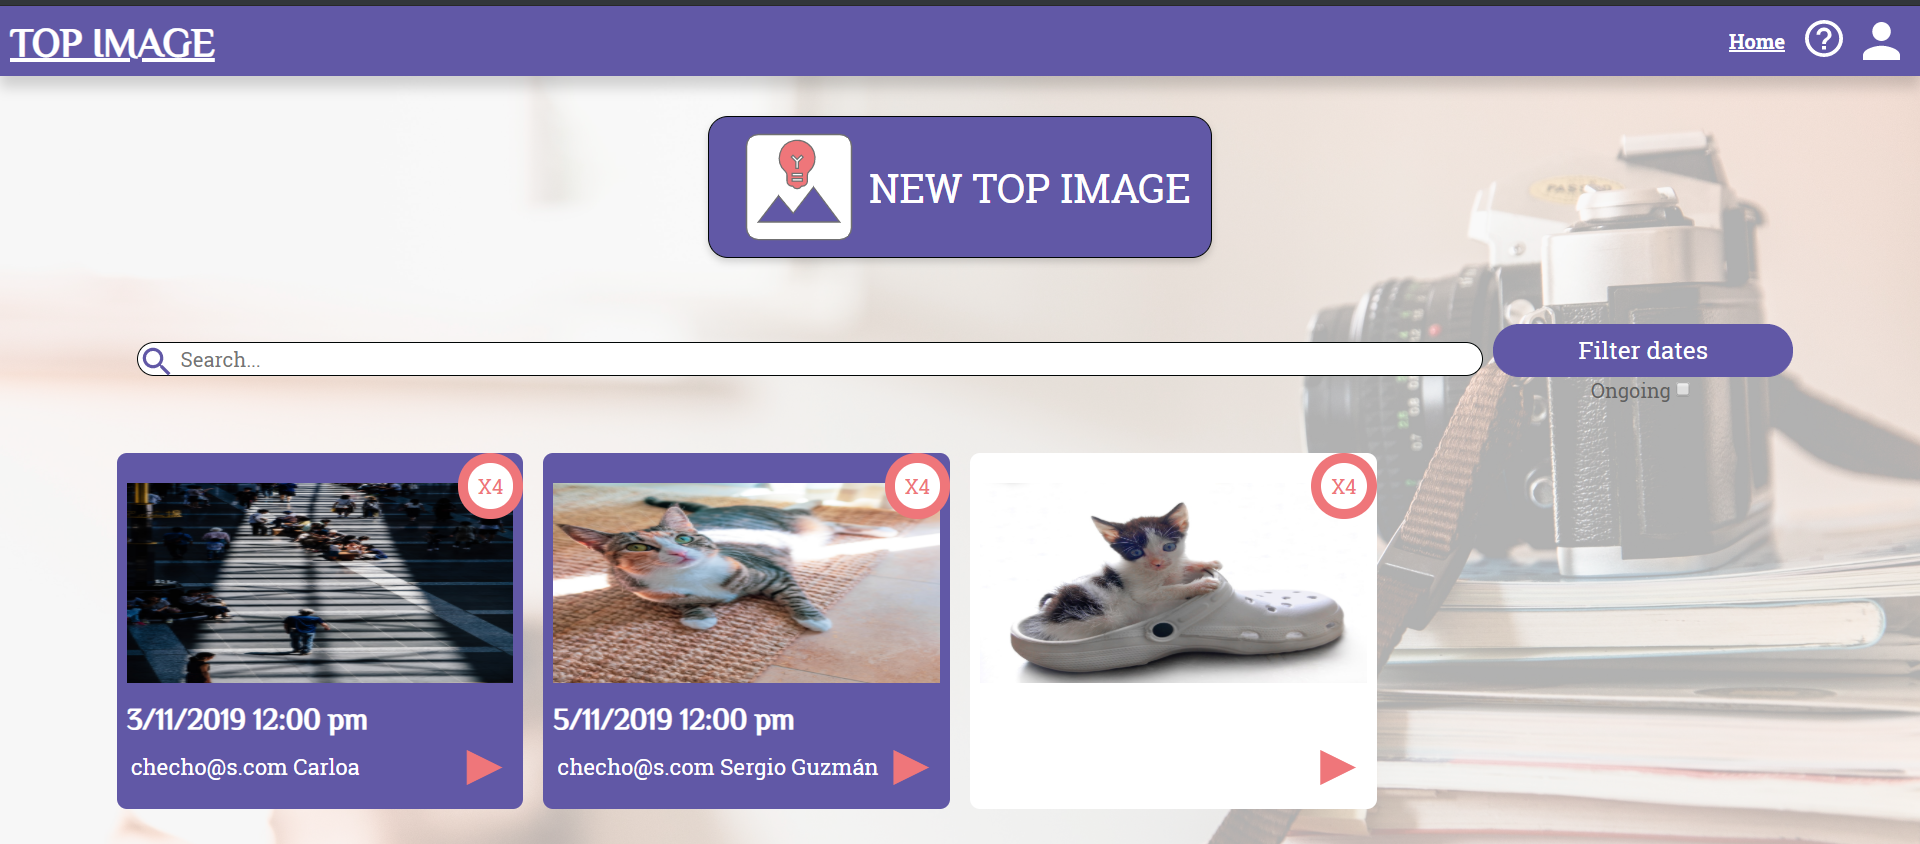 TOP IMAGE
Home
NEW TOP IMAGE
Search...
Filter dates
Ongoing
X4
X4
X4
3/11/2019 12:00 pm
checho@s.com Carloa
5/11/2019 12:00 pm
checho@s.com Sergio Guzmán